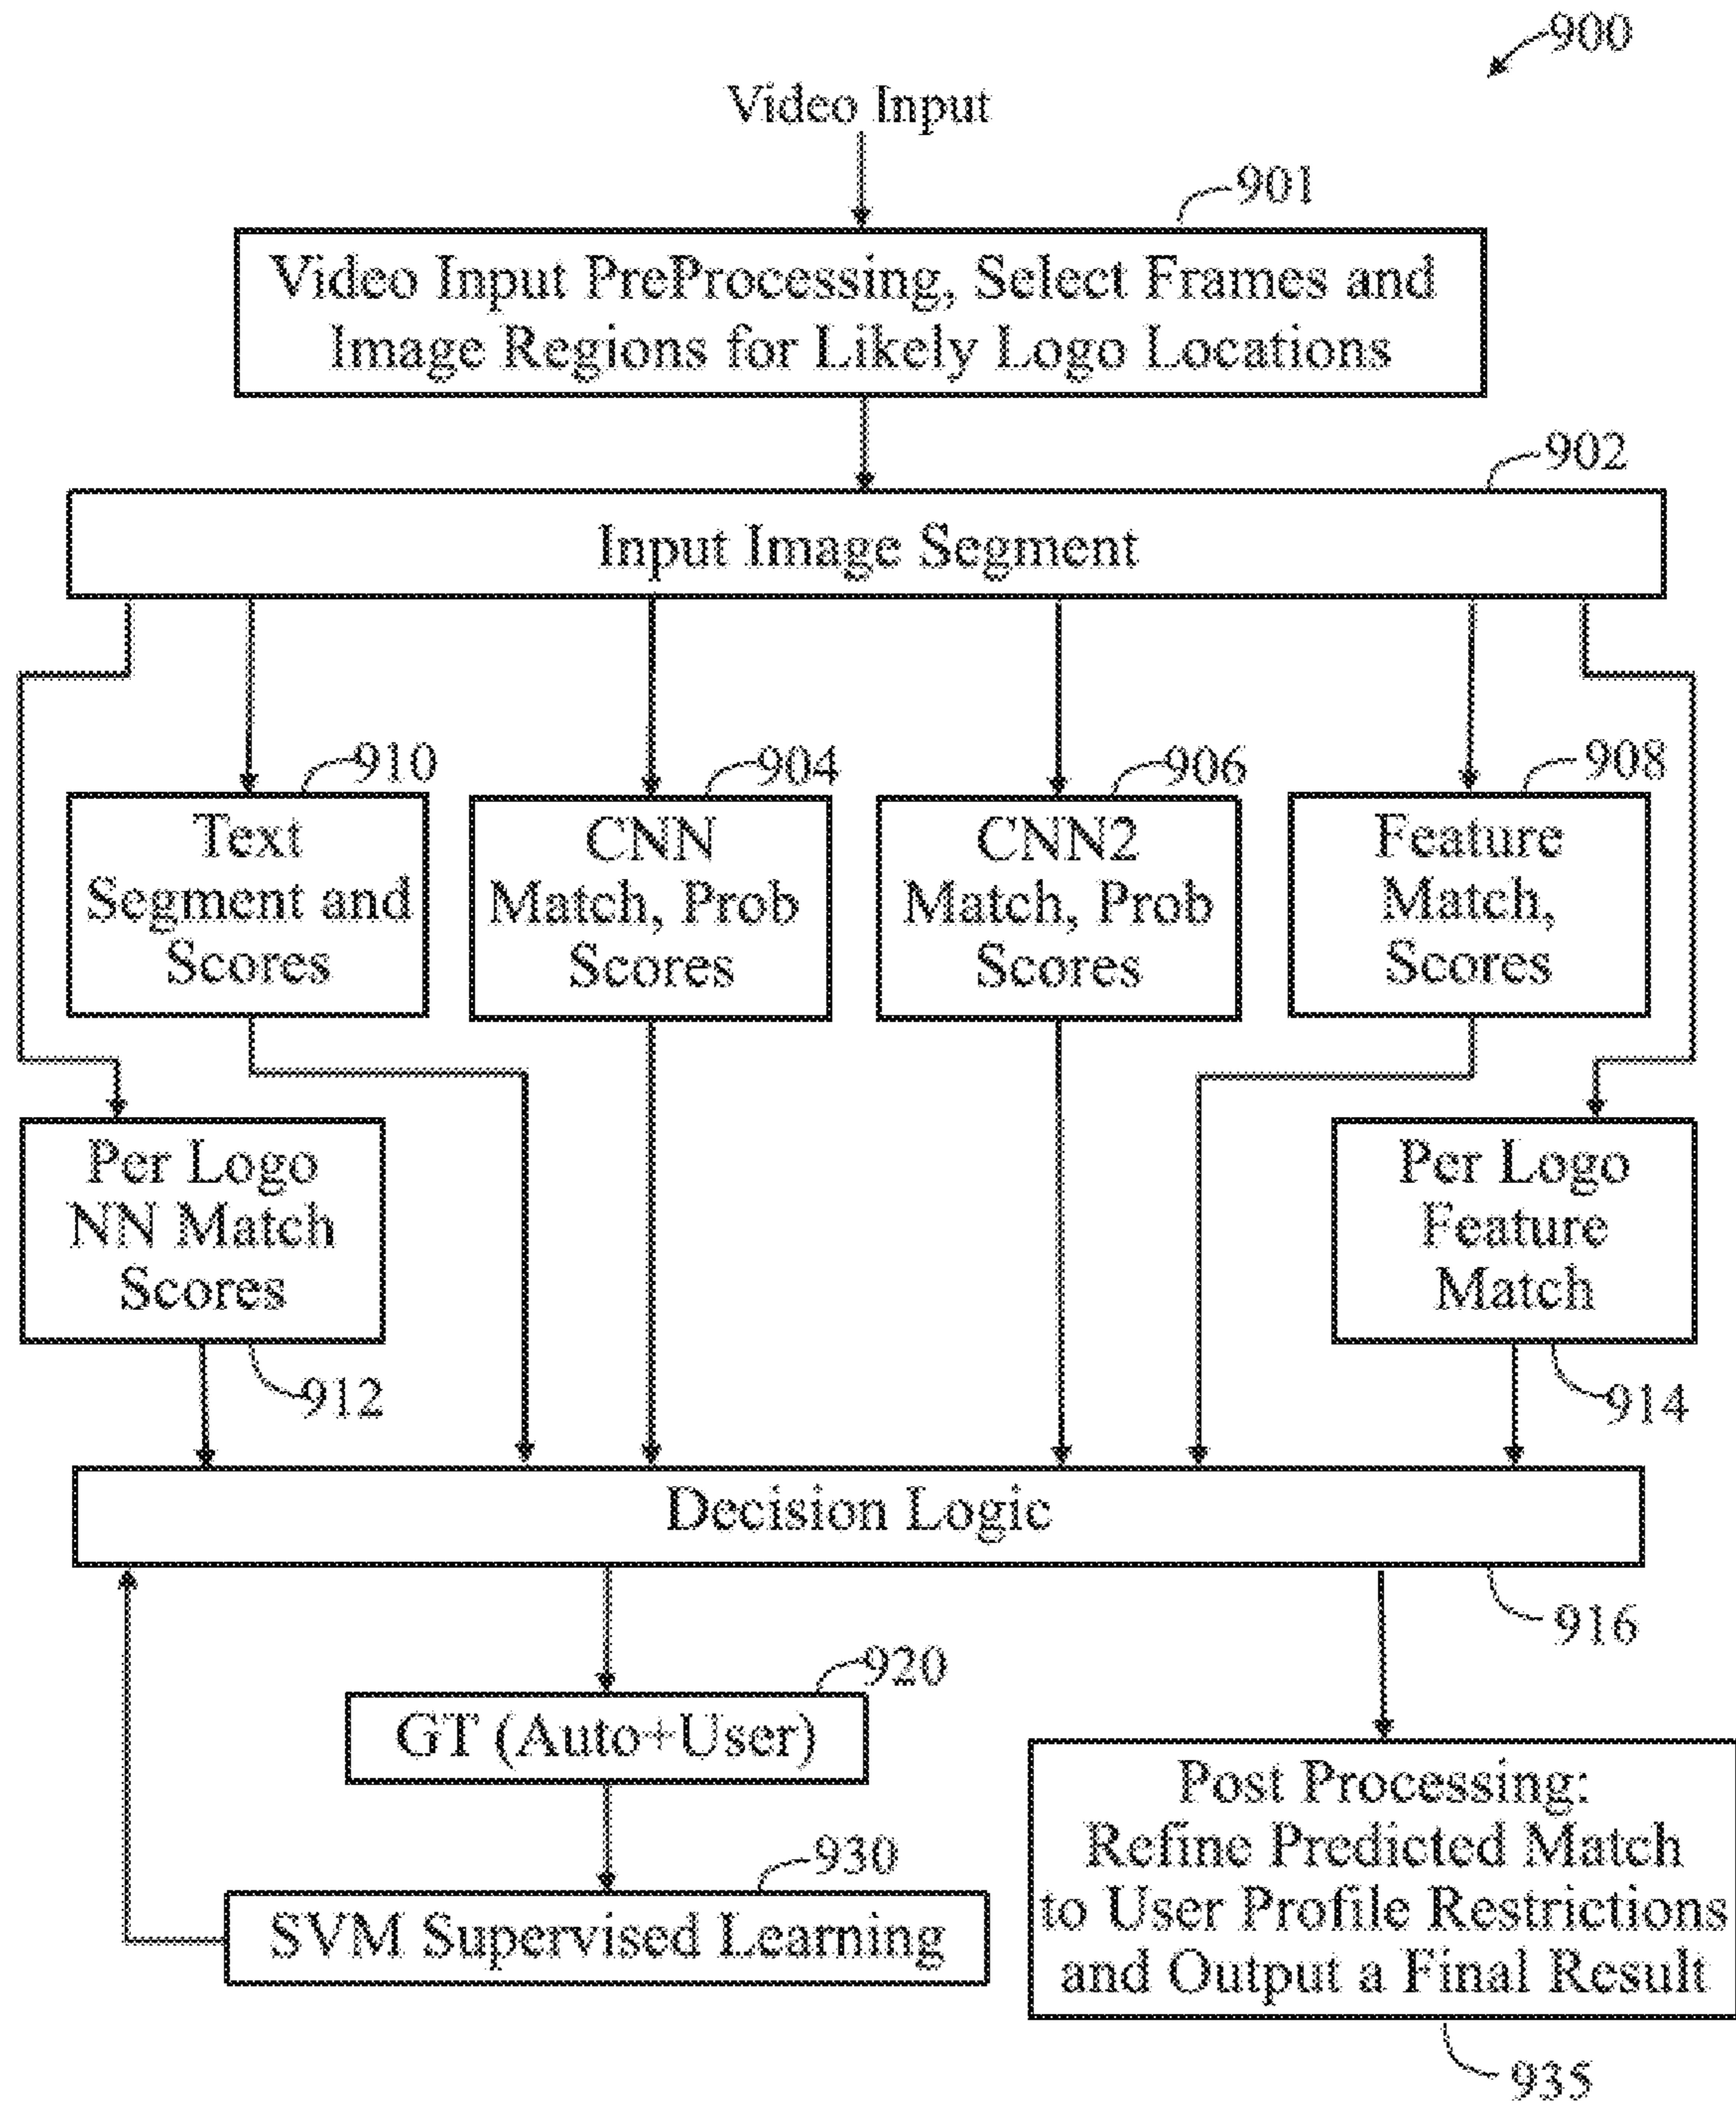 900
Video Input
901
Video Input PreProcessing, Select Frames and
Image Regions for Likely Logo Locations
902
Input Image Segment
910
Text
Segment and
Scores
904
CNN
Match, Prob
Scores
906
CNN2
Match, Prob
Scores
908
Feature
Match,
Scores
Per Logo
NN Match
Scores
912
Per Logo
Feature
Match
914
Decision Logic
916
920
GT (Auto+User)
930
SVM Supervised Learning
Post Processing:
Refine Predicted Match
to User Profile Restrictions
and Output a Final Result
935